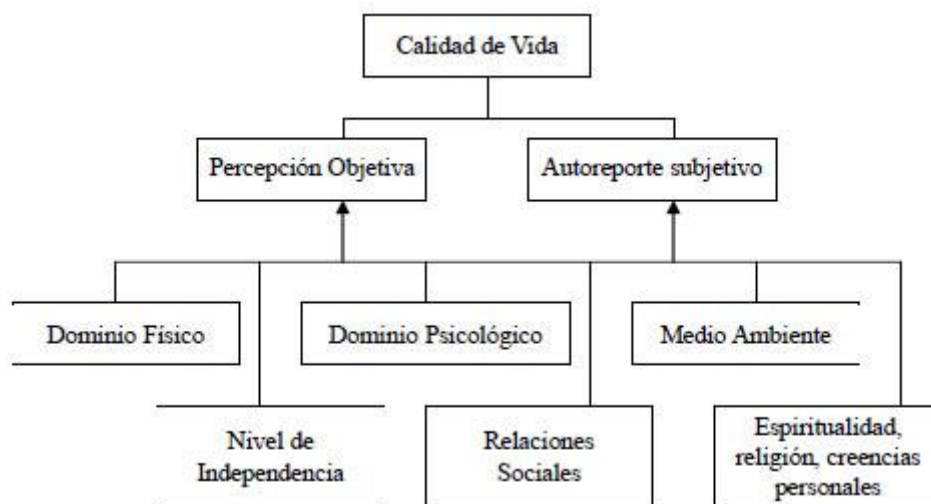 Calidad de Vida
Percepción Objetiva
Autoreporte subjetivo
Dominio Físico
Dominio Psicológico
Medio Ambiente
Nivel de
Independencia
Relaciones
Sociales
Espiritualidad,
religión, creencias
personales